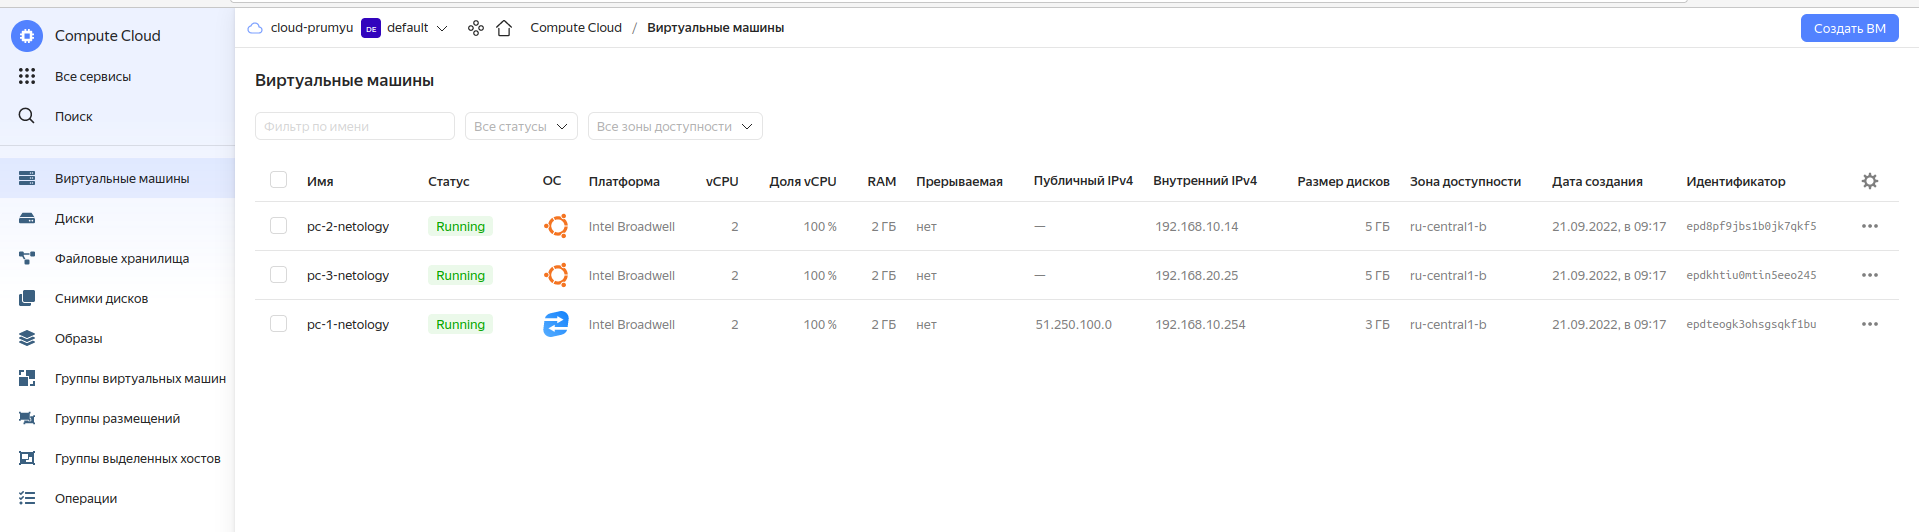 Compute Cloud
Все сервисы
Поиск
Виртуальные машины
Диски
Файловые хранилища
Снимки дисков
Образы
Группы виртуальных машин
Группы размещений
Группы выделенных хостов
Операции
cloud-prumyu DE default Compute Cloud / Виртуальные машины Создать ВМ
Виртуальные машины
Фильтр по имени Все статусы Все зоны доступности
Имя Статус ОС Платформа vCPU Доля vCPU RAM Прерываемая Публичный IPv4 Внутренний IPv4 Размер дисков Зона доступности Дата создания Идентификатор
pc-2-netology Running Intel Broadwell 2 100 % 2 ГБ нет — 192.168.10.14 5 ГБ ru-central1-b 21.09.2022, в 09:17 epd8pf9jbs1b0jk7qkf5
pc-3-netology Running Intel Broadwell 2 100 % 2 ГБ нет — 192.168.20.25 5 ГБ ru-central1-b 21.09.2022, в 09:17 epdkhtiu0mtin5eeo245
pc-1-netology Running Intel Broadwell 2 100 % 2 ГБ нет 51.250.100.0 192.168.10.254 3 ГБ ru-central1-b 21.09.2022, в 09:17 epdteogk3ohsgsqkf1bu